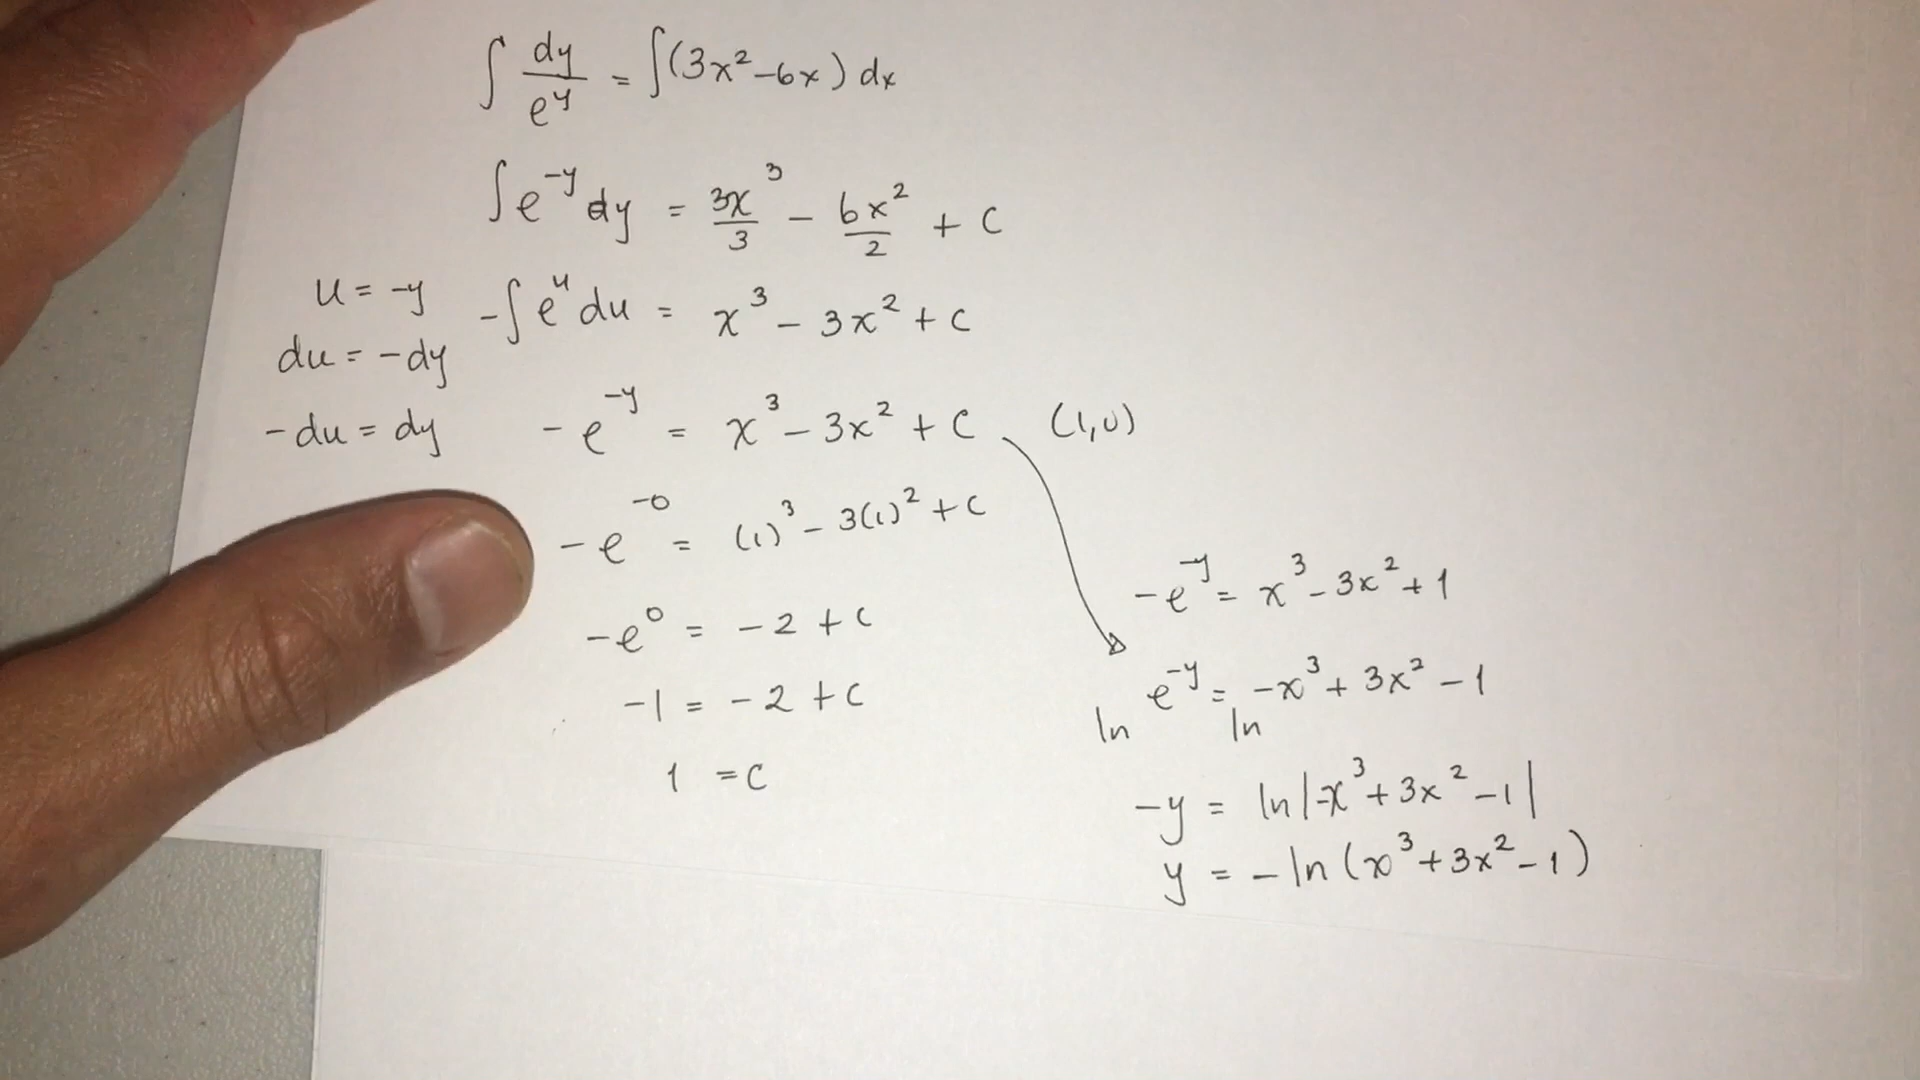 ∫ dy/e^y = ∫(3x²-6x) dx
∫e^-y dy = 3x³/3 - 6x²/2 + C
u = -y
-∫e^u du = x³ - 3x² + C
du = -dy
-du = dy
-e^-y = x³ - 3x² + C (1,0)
-e^-0 = (1)³ - 3(1)² + C
-e^0 = -2 + C
-1 = -2 + C
1 = C
-e^-y = x³ - 3x² + 1
e^-y = -x³ + 3x² - 1
ln ln
-y = ln|-x³ + 3x² - 1|
y = -ln(x³ + 3x² - 1)